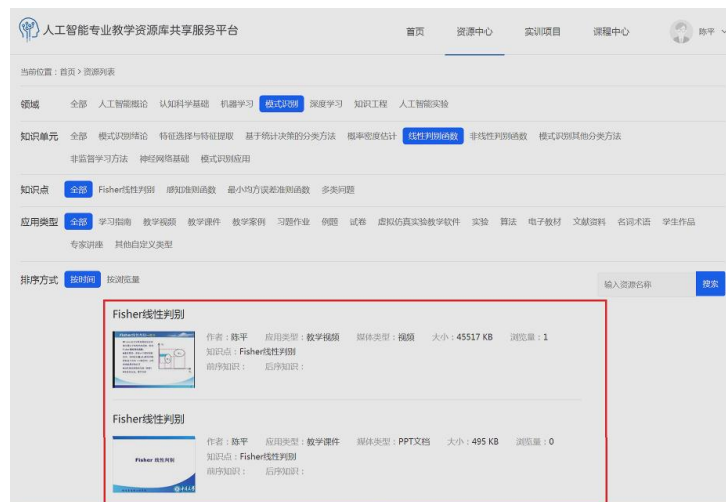 人工智能专业教学资源库共享服务平台 首页 资源中心 实训项目 课程中心 陈平
当前位置：首页 > 资源列表
领域 全部 人工智能概论 认知科学基础 机器学习 模式识别 深度学习 知识工程 人工智能实验
知识单元 全部 模式识别绪论 特征选择与特征提取 基于统计决策的分类方法 概率密度估计 线性判别函数 非线性判别函数 模式识别其他分类方法
非监督学习方法 神经网络基础 模式识别应用
知识点 全部 Fisher线性判别 感知准则函数 最小均方误差准则函数 多类问题
应用类型 全部 学习指南 教学视频 教学课件 教学案例 习题作业 例题 试卷 虚拟仿真实验教学软件 实验 算法 电子教材 文献资料 名词术语 学生作品
专家讲座 其他自定义类型
排序方式 按时间 按浏览量 输入资源名称 搜索
Fisher线性判别
作者：陈平 应用类型：教学视频 媒体类型：视频 大小：45517 KB 浏览量：1
知识点：Fisher线性判别
前序知识： 后序知识：
Fisher线性判别
作者：陈平 应用类型：教学课件 媒体类型：PPT文档 大小：495 KB 浏览量：0
知识点：Fisher线性判别
前序知识： 后序知识：
Fisher 线性判别